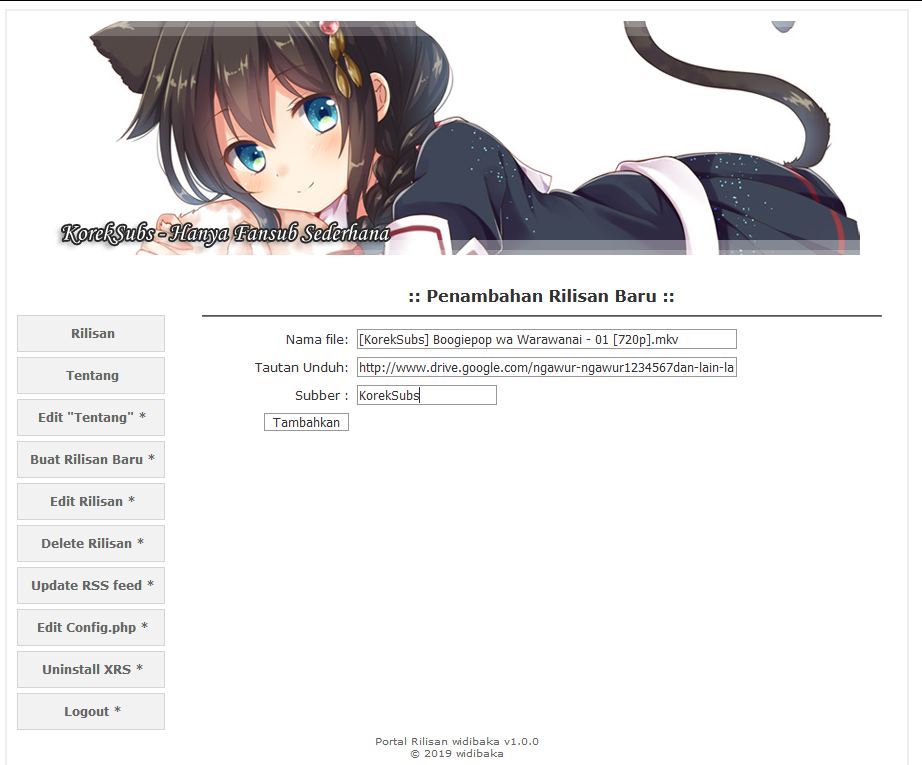 KorekSubs - Hanya Fansub Sederhana
:: Penambahan Rilisan Baru ::
Rilisan
Tentang
Edit "Tentang" *
Buat Rilisan Baru *
Edit Rilisan *
Delete Rilisan *
Update RSS feed *
Edit Config.php *
Uninstall XRS *
Logout *
Nama file: [KorekSubs] Boogiepop wa Warawanai - 01 [720p].mkv
Tautan Unduh: http://www.drive.google.com/ngawur-ngawur1234567dan-lain-la
Subber : KorekSubs
Tambahkan
Portal Rilisan widibaka v1.0.0
© 2019 widibaka